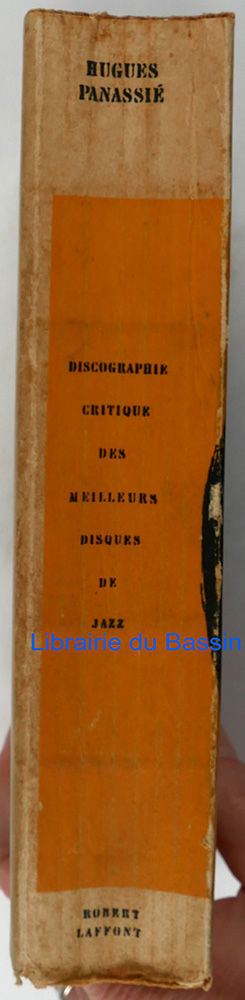 HUGUES
PANASSIÉ
DISCOGRAPHIE
CRITIQUE
DES
MEILLEURS
DISQUES
DE
JAZZ
Librairie du Bassin
ROBERT
LAFFONT